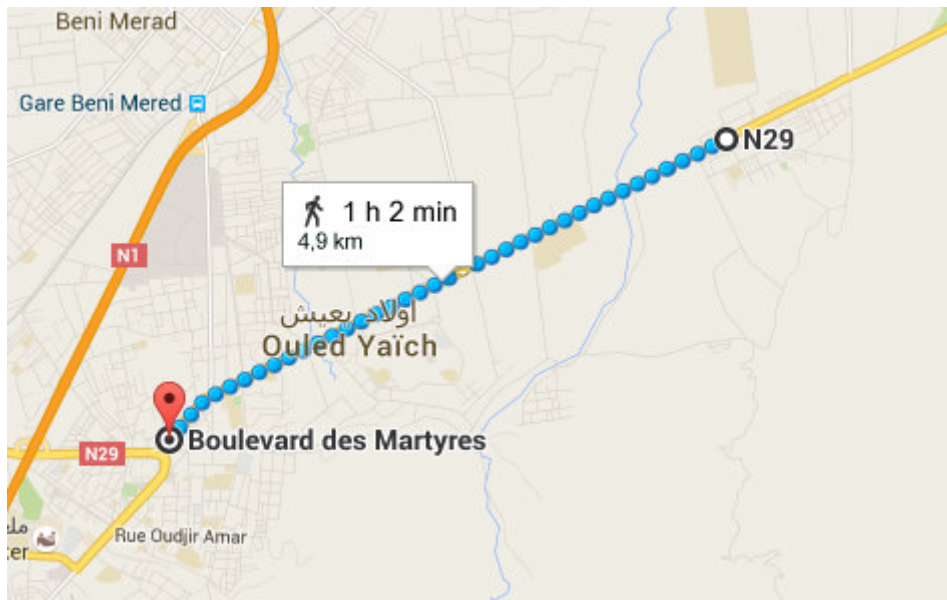 Beni Merad
Gare Beni Mered
N29
1 h 2 min
4,9 km
N1
اولاد يعيش
Ouled Yaïch
Boulevard des Martyres
N29
Rue Oudjir Amar